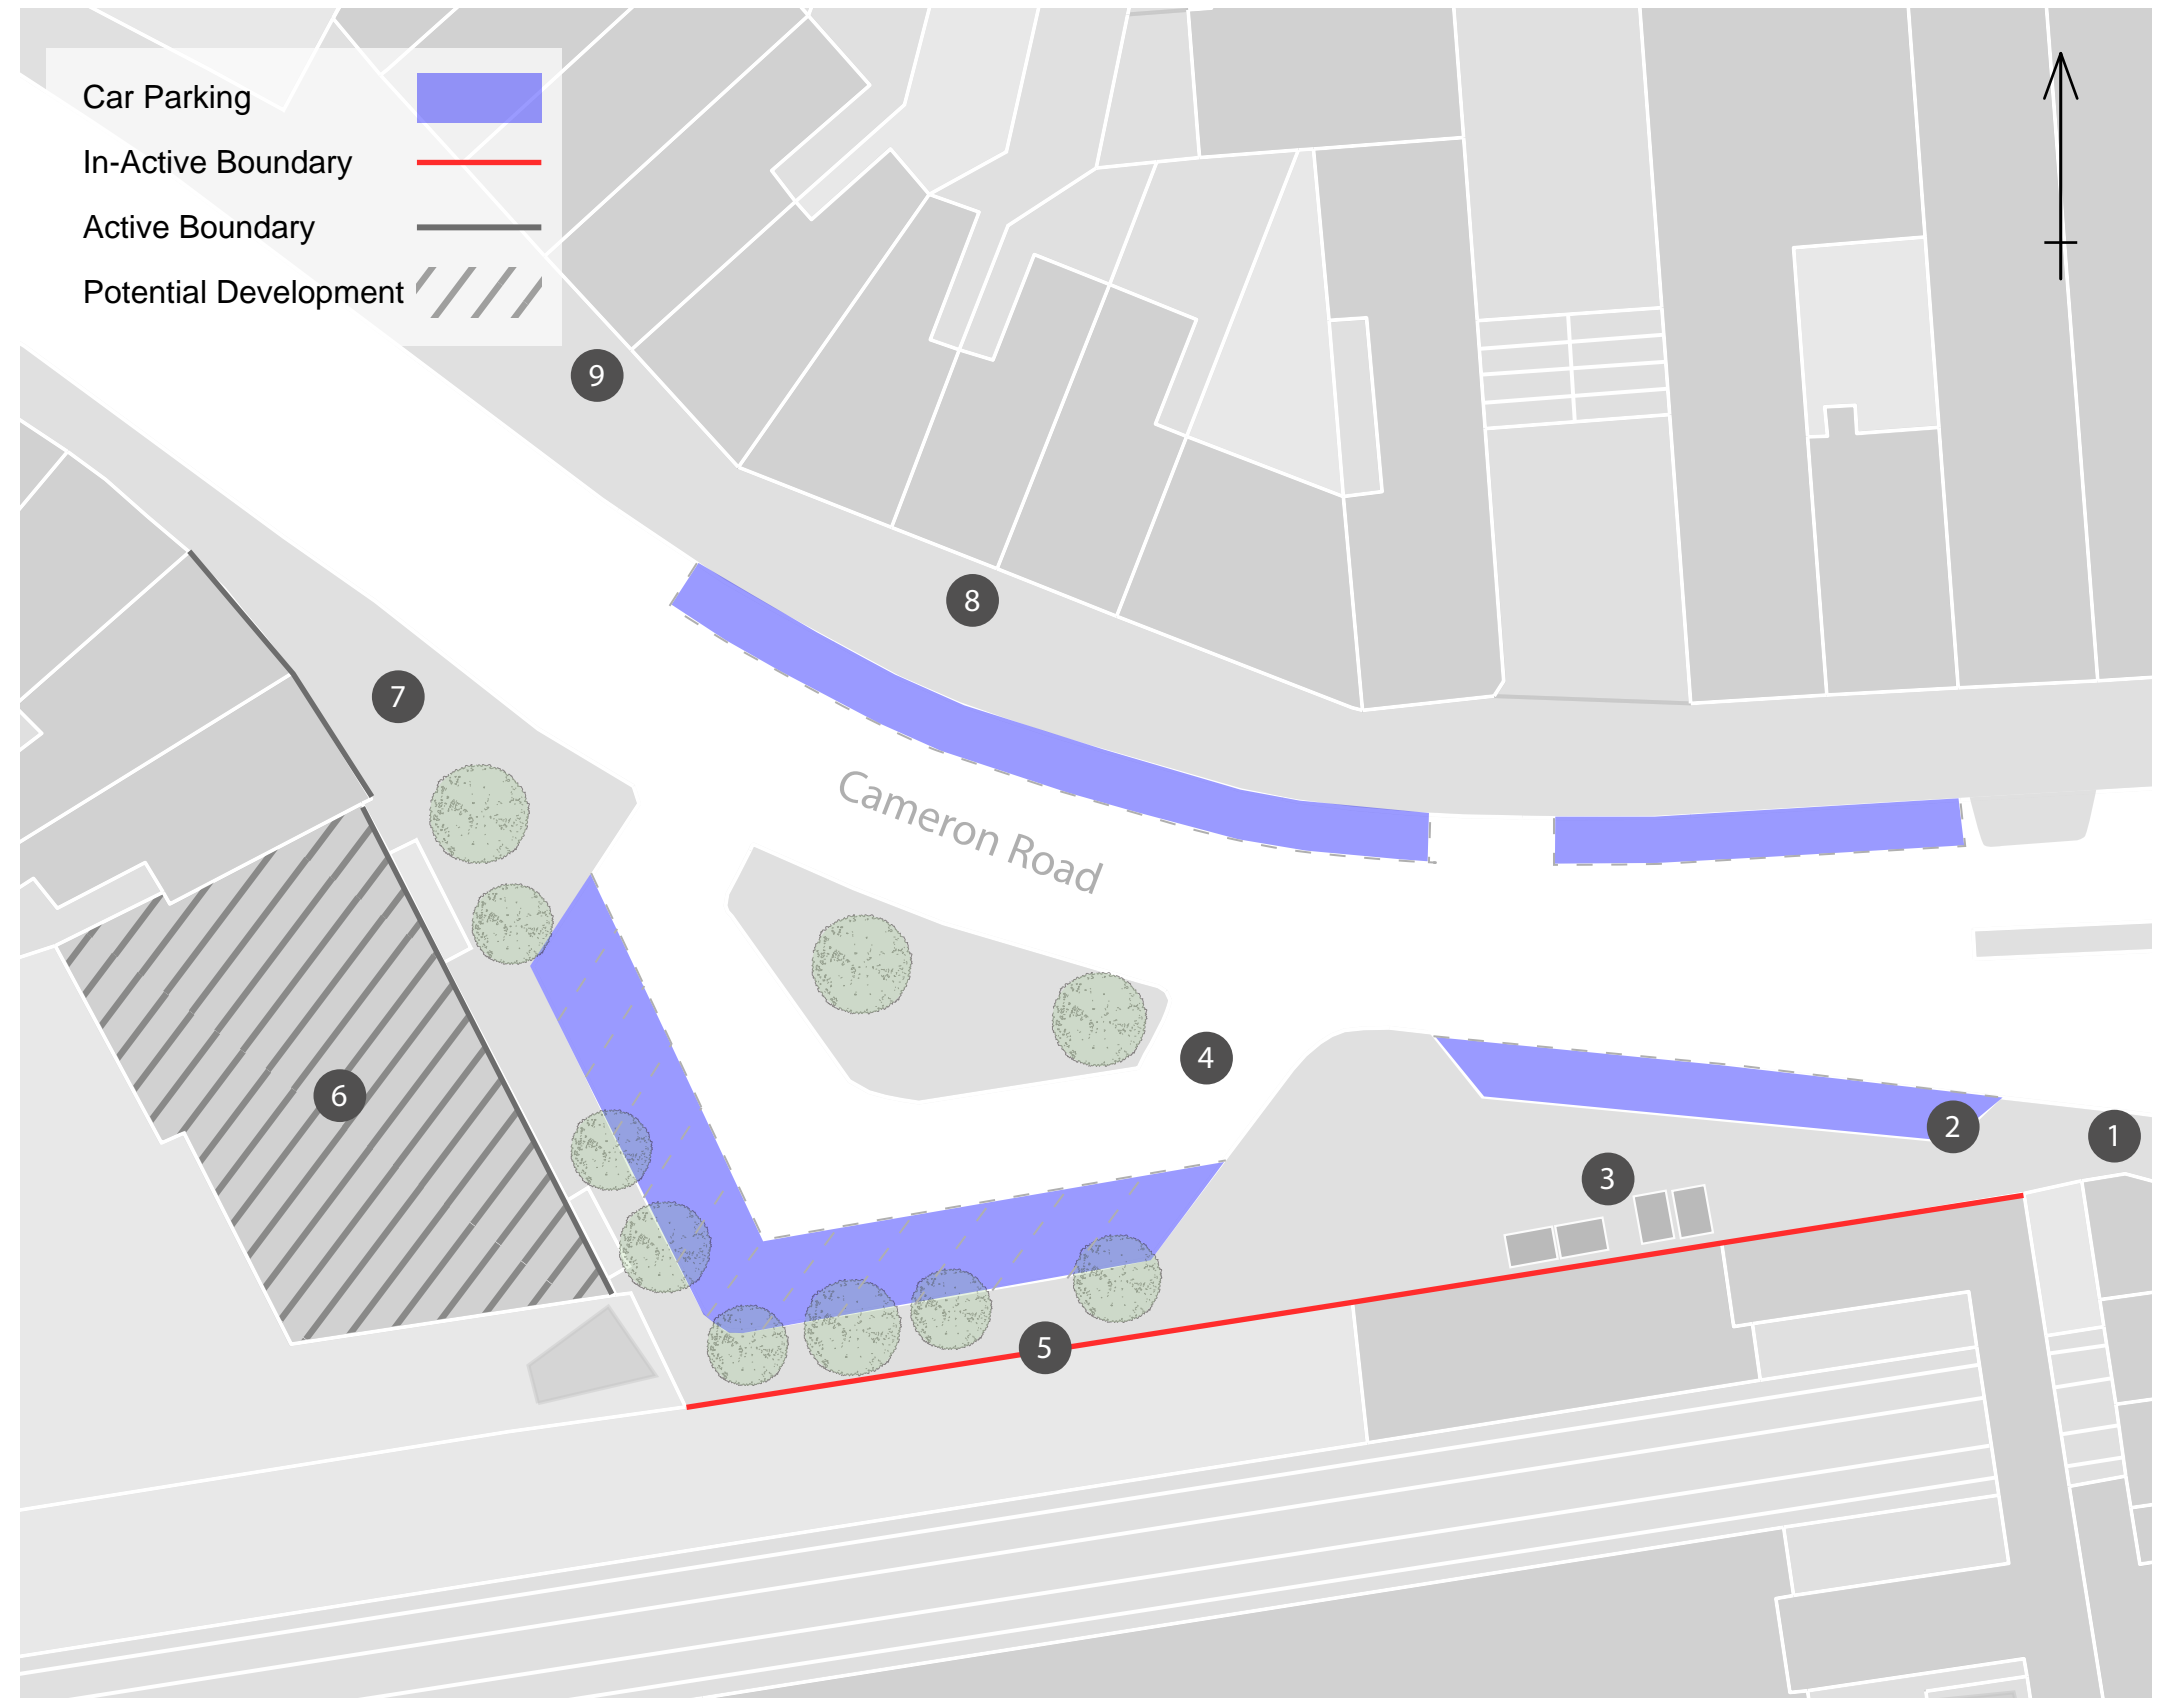 Car Parking
In-Active Boundary
Active Boundary
Potential Development
9
8
7
Cameron Road
4
6
2
1
3
5